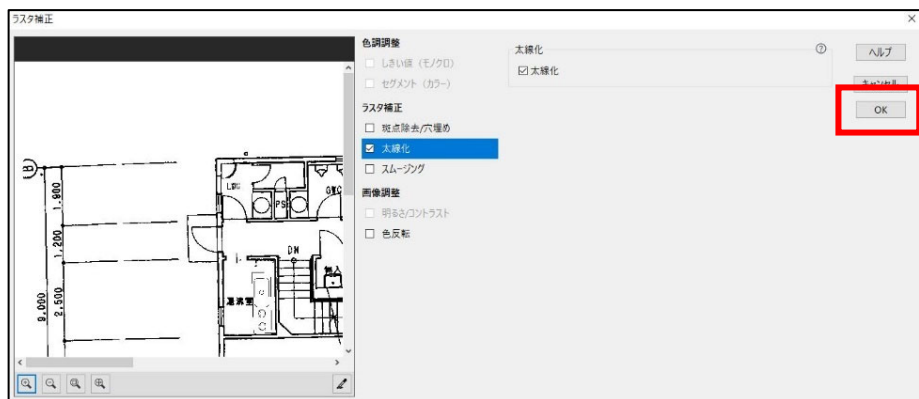 ラスタ補正
色調調整
しきい値（モノクロ）
セグメント（カラー）
ラスタ補正
斑点除去/穴埋め
太線化
スムージング
画像調整
明るさ/コントラスト
色反転
太線化
太線化
ヘルプ
キャンセル
OK
B
1,900
1,200
2,500
9,000
PS
DN
湯沸室